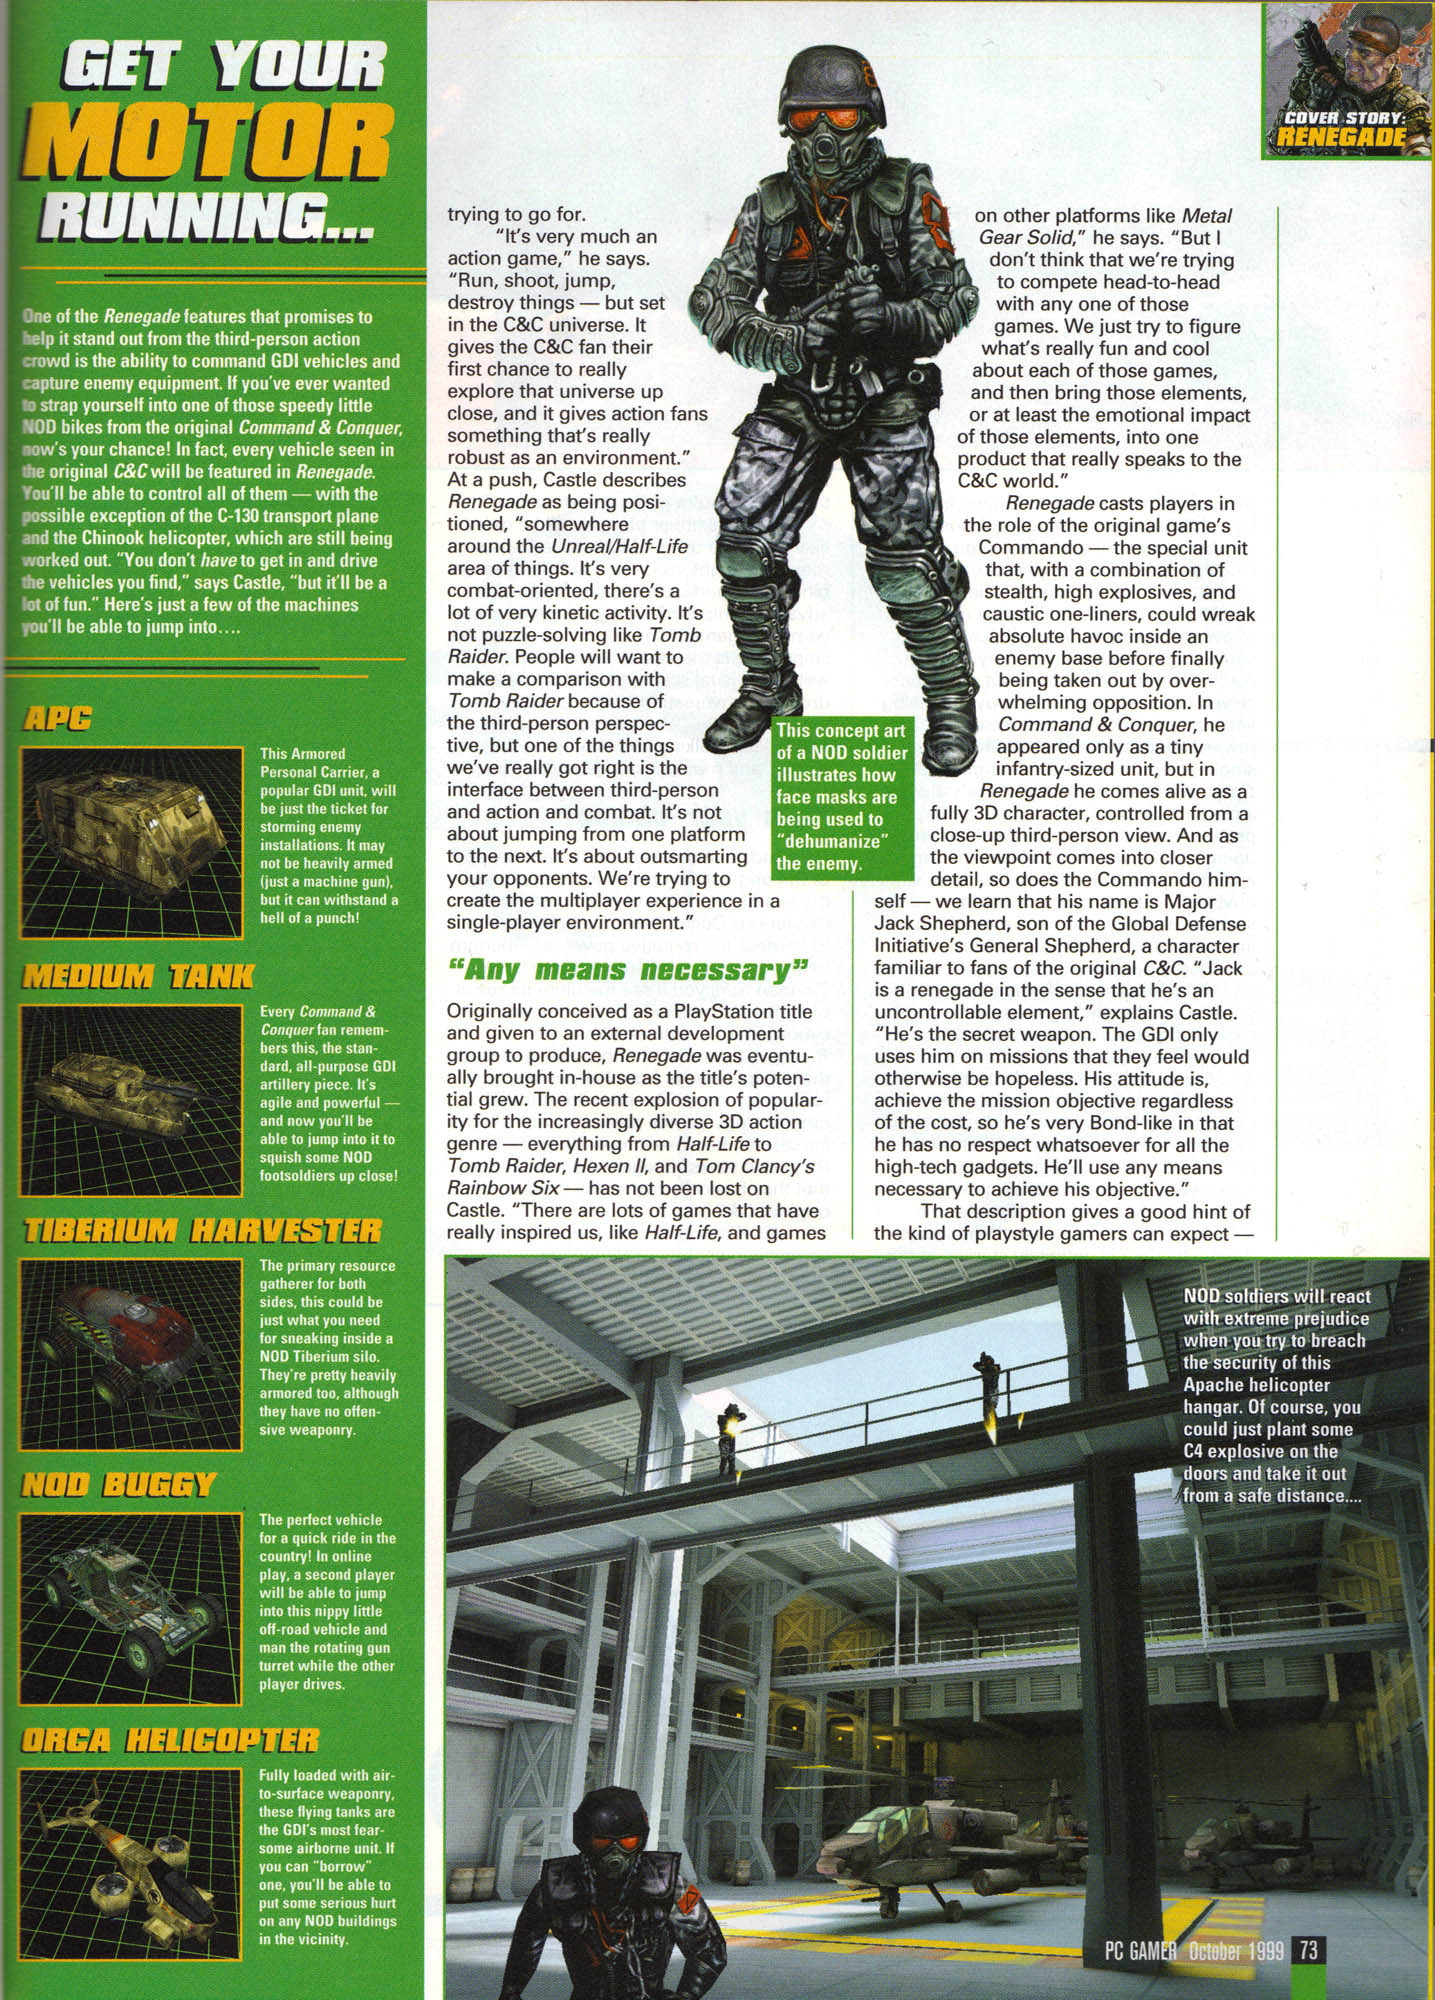 GET YOUR
MOTOR
RUNNING...
One of the Renegade features that promises to
help it stand out from the third-person action
crowd is the ability to command GDI vehicles and
capture enemy equipment. If you've ever wanted
to strap yourself into one of those speedy little
NOD bikes from the original Command & Conquer,
now's your chance! In fact, every vehicle seen in
the original C&C will be featured in Renegade.
You'll be able to control all of them — with the
possible exception of the C-130 transport plane
and the Chinook helicopter, which are still being
worked out. “You don't have to get in and drive
the vehicles you find,” says Castle, “but it'll be a
lot of fun.” Here's just a few of the machines
you'll be able to jump into....
APC
This Armored
Personal Carrier, a
popular GDI unit, will
be just the ticket for
storming enemy
installations. It may
not be heavily armed
(just a machine gun),
but it can withstand a
hell of a punch!
MEDIUM TANK
Every Command &
Conquer fan remem-
bers this, the stan-
dard, all-purpose GDI
artillery piece. It's
agile and powerful —
and now you'll be
able to jump into it to
squish some NOD
footsoldiers up close!
TIBERIUM HARVESTER
The primary resource
gatherer for both
sides, this could be
just what you need
for sneaking inside a
NOD Tiberium silo.
They're pretty heavily
armored too, although
they have no offen-
sive weaponry.
NOD BUGGY
The perfect vehicle
for a quick ride in the
country! In online
play, a second player
will be able to jump
into this nippy little
off-road vehicle and
man the rotating gun
turret while the other
player drives.
ORCA HELICOPTER
Fully loaded with air-
to-surface weaponry,
these flying tanks are
the GDI's most fear-
some airborne unit. If
you can “borrow”
one, you'll be able to
put some serious hurt
on any NOD buildings
in the vicinity.
trying to go for.
“It's very much an
action game,” he says.
“Run, shoot, jump,
destroy things — but set
in the C&C universe. It
gives the C&C fan their
first chance to really
explore that universe up
close, and it gives action fans
something that's really
robust as an environment.”
At a push, Castle describes
Renegade as being posi-
tioned, “somewhere
around the Unreal/Half-Life
area of things. It's very
combat-oriented, there's a
lot of very kinetic activity. It's
not puzzle-solving like Tomb
Raider. People will want to
make a comparison with
Tomb Raider because of
the third-person perspec-
tive, but one of the things
we've really got right is the
interface between third-person
and action and combat. It's not
about jumping from one platform
to the next. It's about outsmarting
your opponents. We're trying to
create the multiplayer experience in a
single-player environment.”
“Any means necessary”
Originally conceived as a PlayStation title
and given to an external development
group to produce, Renegade was eventu-
ally brought in-house as the title's poten-
tial grew. The recent explosion of popular-
ity for the increasingly diverse 3D action
genre — everything from Half-Life to
Tomb Raider, Hexen II, and Tom Clancy's
Rainbow Six — has not been lost on
Castle. “There are lots of games that have
really inspired us, like Half-Life, and games
This concept art
of a NOD soldier
illustrates how
face masks are
being used to
“dehumanize”
the enemy.
COVER STORY:
RENEGADE
on other platforms like Metal
Gear Solid,” he says. “But I
don't think that we're trying
to compete head-to-head
with any one of those
games. We just try to figure
what's really fun and cool
about each of those games,
and then bring those elements,
or at least the emotional impact
of those elements, into one
product that really speaks to the
C&C world.”
Renegade casts players in
the role of the original game's
Commando — the special unit
that, with a combination of
stealth, high explosives, and
caustic one-liners, could wreak
absolute havoc inside an
enemy base before finally
being taken out by over-
whelming opposition. In
Command & Conquer, he
appeared only as a tiny
infantry-sized unit, but in
Renegade he comes alive as a
fully 3D character, controlled from a
close-up third-person view. And as
the viewpoint comes into closer
detail, so does the Commando him-
self — we learn that his name is Major
Jack Shepherd, son of the Global Defense
Initiative's General Shepherd, a character
familiar to fans of the original C&C. “Jack
is a renegade in the sense that he's an
uncontrollable element,” explains Castle.
“He's the secret weapon. The GDI only
uses him on missions that they feel would
otherwise be hopeless. His attitude is,
achieve the mission objective regardless
of the cost, so he's very Bond-like in that
he has no respect whatsoever for all the
high-tech gadgets. He'll use any means
necessary to achieve his objective.”
That description gives a good hint of
the kind of playstyle gamers can expect —
NOD soldiers will react
with extreme prejudice
when you try to breach
the security of this
Apache helicopter
hangar. Of course, you
could just plant some
C4 explosive on the
doors and take it out
from a safe distance....
PC GAMER October 1999 73